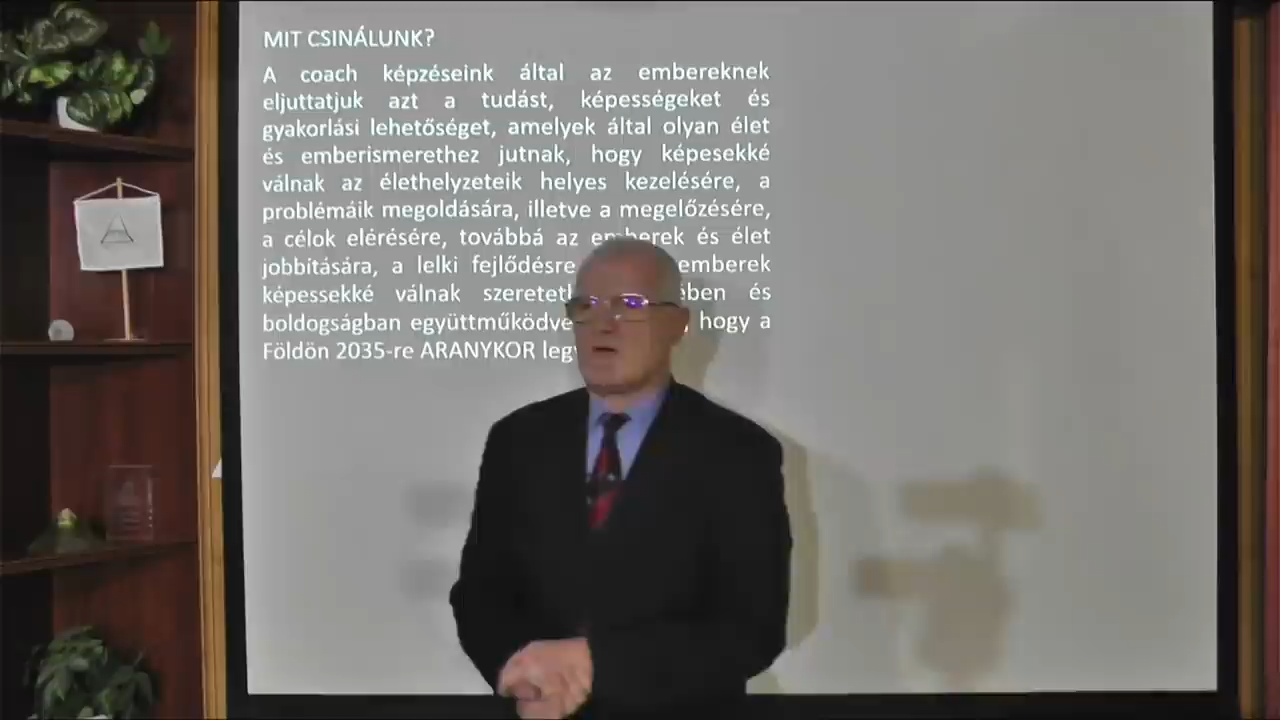 MIT CSINÁLUNK?
A coach képzéseink által az embereknek
eljuttatjuk azt a tudást, képességeket és
gyakorlási lehetőséget, amelyek által olyan élet
és emberismerethez jutnak, hogy képesekké
válnak az élethelyzeteik helyes kezelésére, a
problémáik megoldására, illetve a megelőzésére,
a célok elérésére, továbbá az emberek és élet
jobbítására, a lelki fejlődésre emberek
képessekké válnak és
boldogságban együttműködve hogy a
Földön 2035-re ARANYKOR